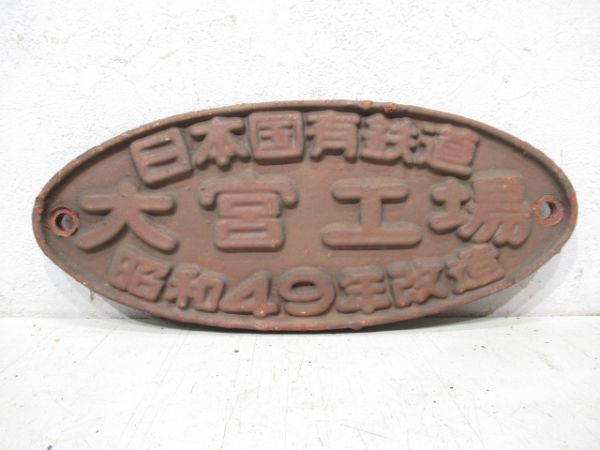 日本国有鉄道
大宮工場
昭和49年改造